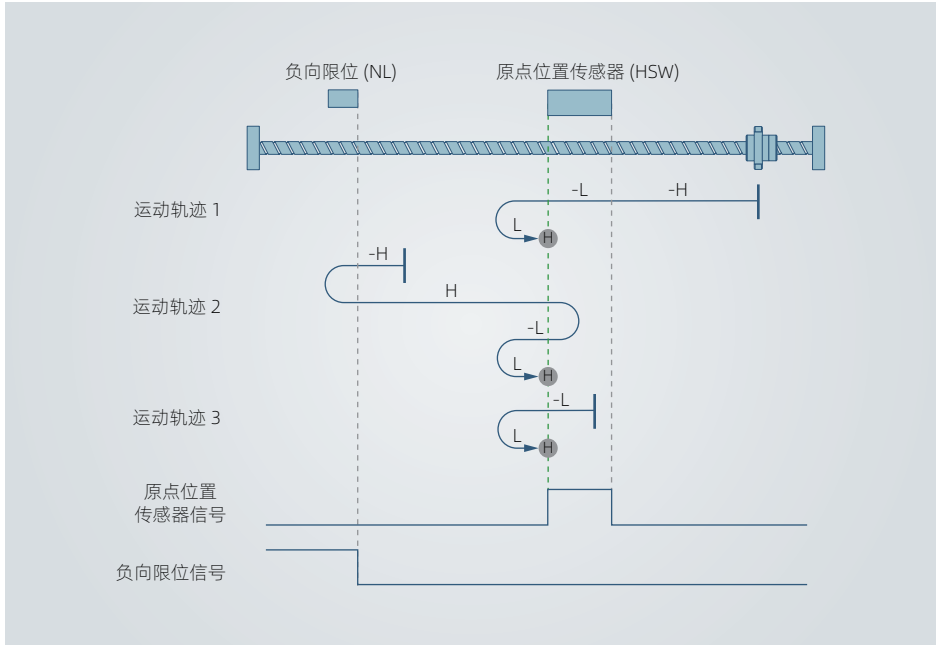 负向限位 (NL)
原点位置传感器 (HSW)
-L
-H
运动轨迹 1
L
H
-H
H
运动轨迹 2
-L
L
H
-L
运动轨迹 3
L
H
原点位置
传感器信号
负向限位信号